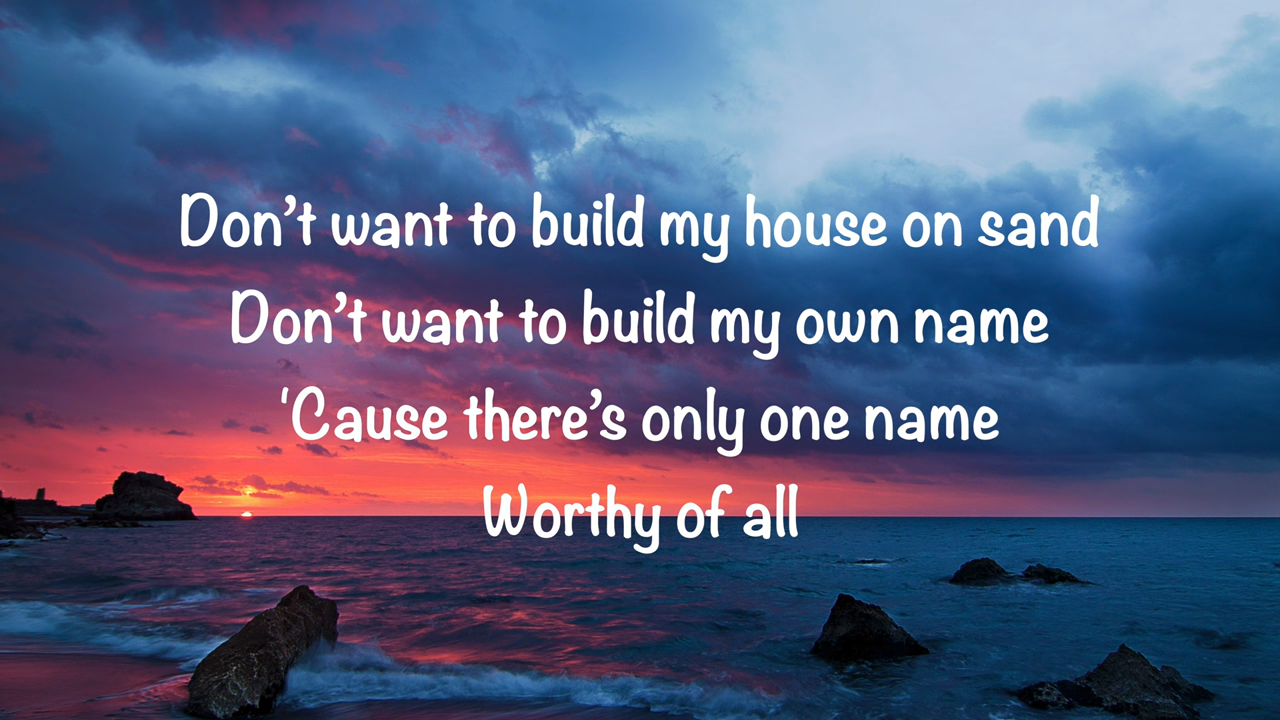 Don’t want to build my house on sand
Don’t want to build my own name
'Cause there’s only one name
Worthy of all